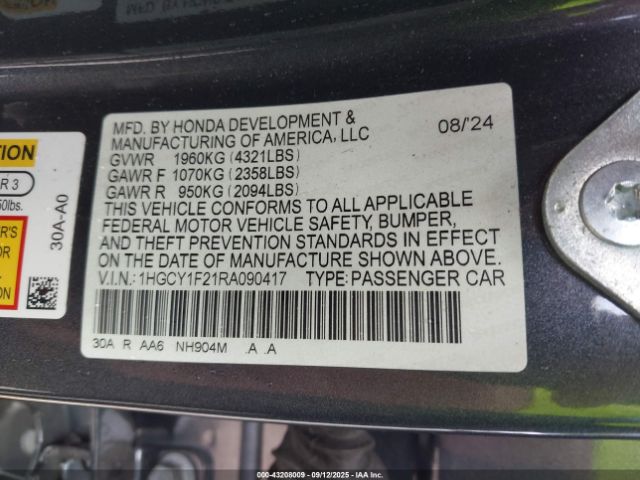 MFD. BY HONDA DEVELOPMENT &
MANUFACTURING OF AMERICA, LLC
08/'24
GVWR 1960KG (4321LBS)
GAWR F 1070KG (2358LBS)
GAWR R 950KG (2094LBS)
THIS VEHICLE CONFORMS TO ALL APPLICABLE
FEDERAL MOTOR VEHICLE SAFETY, BUMPER,
AND THEFT PREVENTION STANDARDS IN EFFECT
ON THE DATE OF MANUFACTURE SHOWN ABOVE.
V.I.N.: 1HGCY1F21RA090417 TYPE: PASSENGER CAR
30A R AA6 NH904M .A .A
30A-A0
R 3
000-43208009 - 09/12/2025 - IAA Inc.